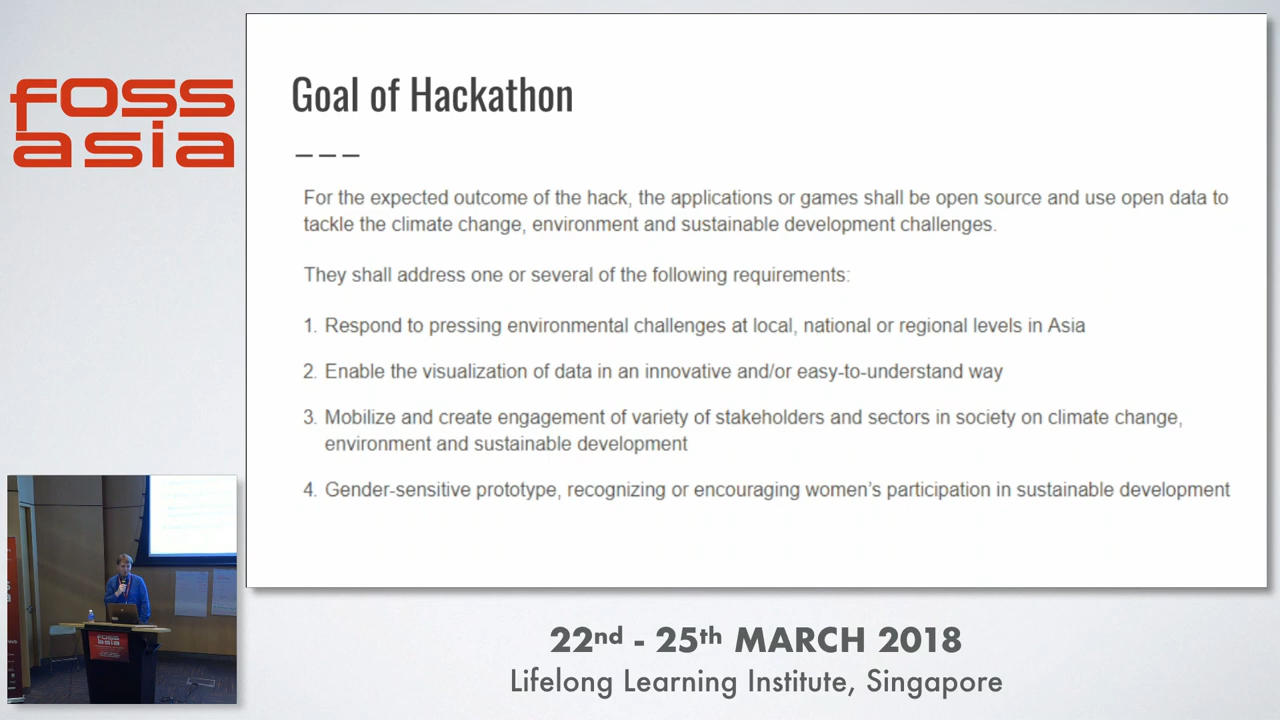 foss
asia
Goal of Hackathon
For the expected outcome of the hack, the applications or games shall be open source and use open data to
tackle the climate change, environment and sustainable development challenges.
They shall address one or several of the following requirements:
1. Respond to pressing environmental challenges at local, national or regional levels in Asia
2. Enable the visualization of data in an innovative and/or easy-to-understand way
3. Mobilize and create engagement of variety of stakeholders and sectors in society on climate change,
environment and sustainable development
4. Gender-sensitive prototype, recognizing or encouraging women's participation in sustainable development
foss
asia
22nd - 25th MARCH 2018
Lifelong Learning Institute, Singapore